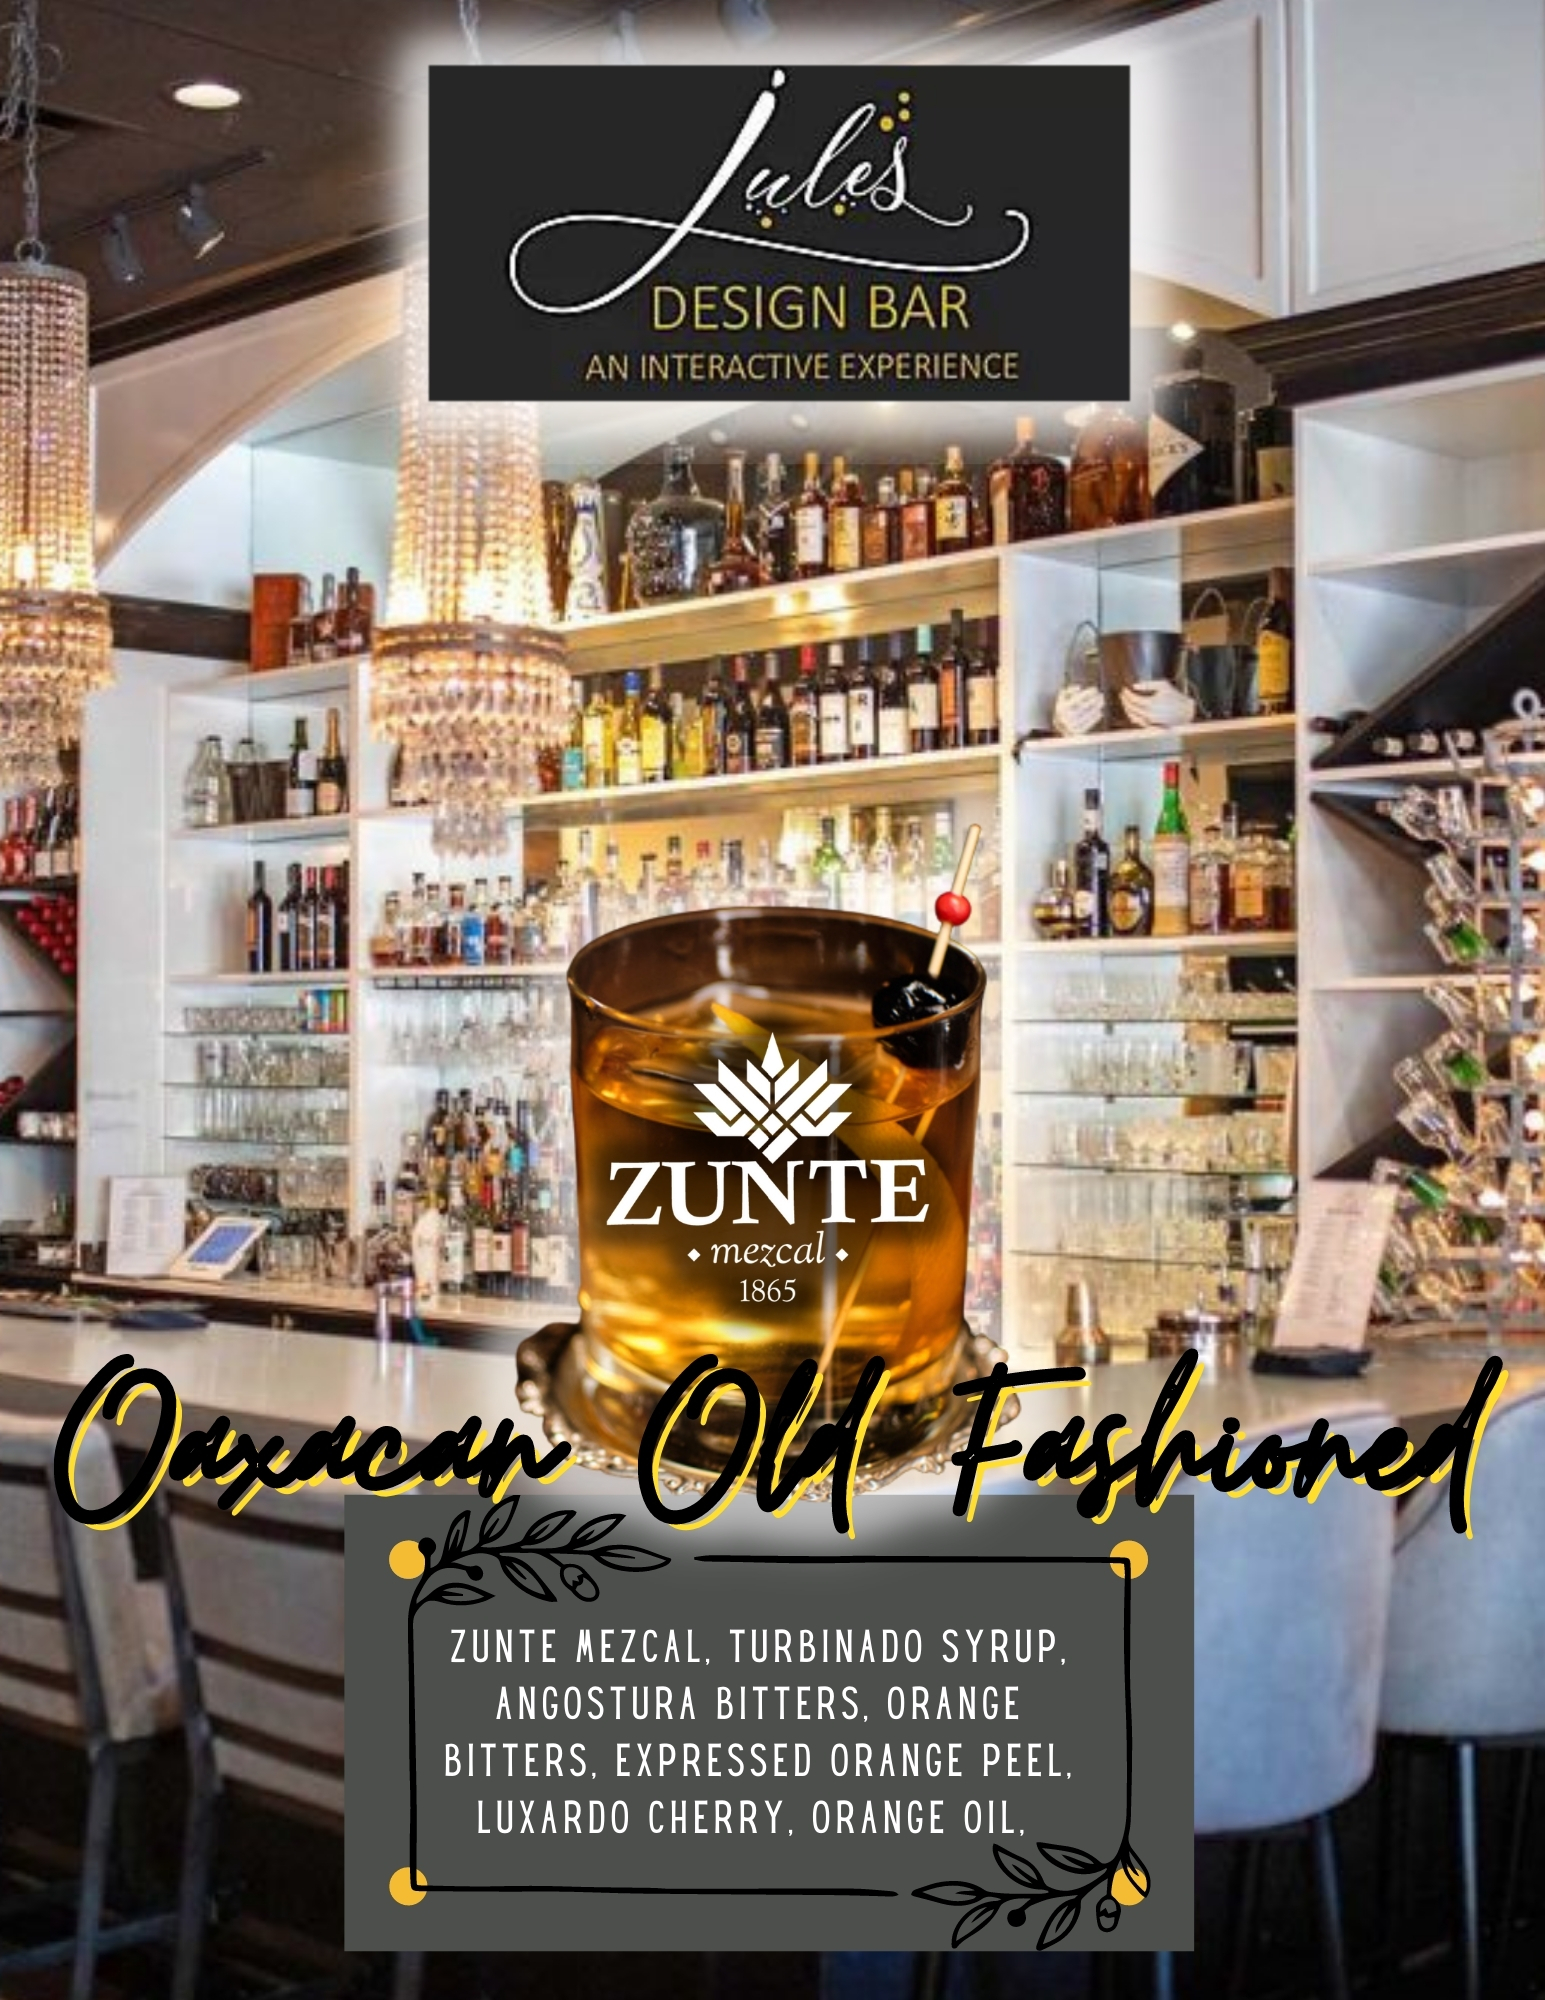 Jules
DESIGN BAR
AN INTERACTIVE EXPERIENCE
ZUNTE
• mezcal •
1865
Oaxacan Old Fashioned
ZUNTE MEZCAL, TURBINADO SYRUP,
ANGOSTURA BITTERS, ORANGE
BITTERS, EXPRESSED ORANGE PEEL,
LUXARDO CHERRY, ORANGE OIL,